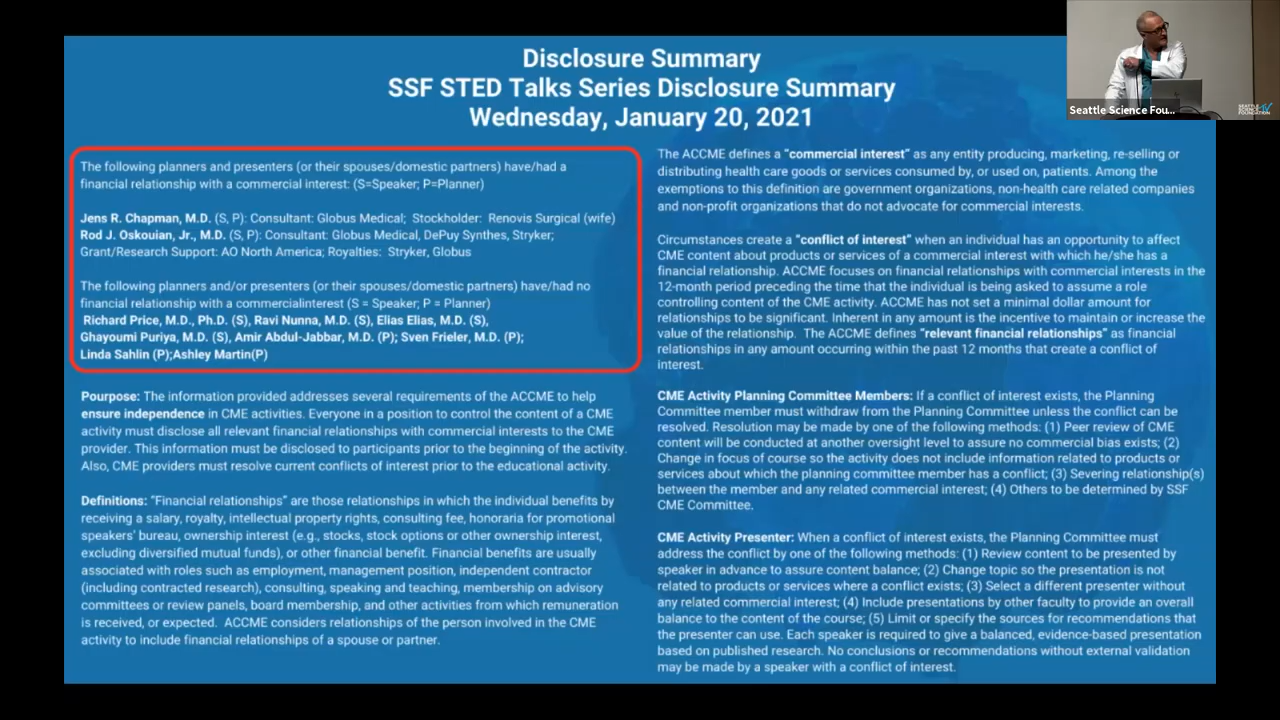 Disclosure Summary
SSF STED Talks Series Disclosure Summary
Wednesday, January 20, 2021
The following planners and presenters (or their spouses/domestic partners) have/had a
financial relationship with a commercial interest: (S=Speaker; P=Planner)
Jens R. Chapman, M.D. (S, P): Consultant: Globus Medical; Stockholder: Renovis Surgical (wife)
Rod J. Oskouian, Jr., M.D. (S, P): Consultant: Globus Medical, DePuy Synthes, Stryker;
Grant/Research Support: AO North America; Royalties: Stryker, Globus
The following planners and/or presenters (or their spouses/domestic partners) have/had no
financial relationship with a commercialinterest (S = Speaker; P = Planner)
Richard Price, M.D., Ph.D. (S), Ravi Nunna, M.D. (S), Elias Elias, M.D. (S),
Ghayoumi Puriya, M.D. (S), Amir Abdul-Jabbar, M.D. (P); Sven Frieler, M.D. (P);
Linda Sahlin (P);Ashley Martin(P)
Pourpose: The information provided addresses several requirements of the ACCME to help
ensure independence in CME activities. Everyone in a position to control the content of a CME
activity must disclose all relevant financial relationships with commercial interests to the CME
provider. This information must be disclosed to participants prior to the beginning of the activity.
Also, CME providers must resolve current conflicts of interest prior to the educational activity.
Definitions: "Financial relationships" are those relationships in which the individual benefits by
receiving a salary, royalty, intellectual property rights, consulting fee, honoraria for promotional
speakers' bureau, ownership interest (e.g., stocks, stock options or other ownership interest,
excluding diversified mutual funds), or other financial benefit. Financial benefits are usually
associated with roles such as employment, management position, independent contractor
(including contracted research), consulting, speaking and teaching, membership on advisory
committees or review panels, board membership, and other activities from which remuneration
is received, or expected. ACCME considers relationships of the person involved in the CME
activity to include financial relationships of a spouse or partner.
The ACCME defines a "commercial interest" as any entity producing, marketing, re-selling or
distributing health care goods or services consumed by, or used on, patients. Among the
exemptions to this definition are government organizations, non-health care related companies
and non-profit organizations that do not advocate for commercial interests.
Circumstances create a "conflict of interest" when an individual has an opportunity to affect
CME content about products or services of a commercial interest with which he/she has a
financial relationship. ACCME focuses on financial relationships with commercial interests in the
12-month period preceding the time that the individual is being asked to assume a role
controlling content of the CME activity. ACCME has not set a minimal dollar amount for
relationships to be significant. Inherent in any amount is the incentive to maintain or increase the
value of the relationship. The ACCME defines "relevant financial relationships" as financial
relationships in any amount occurring within the past 12 months that create a conflict of
interest.
CME Activity Planning Committee Members: If a conflict of interest exists, the Planning
Committee member must withdraw from the Planning Committee unless the conflict can be
resolved. Resolution may be made by one of the following methods: (1) Peer review of CME
content will be conducted at another oversight level to assure no commercial bias exists; (2)
Change in focus of course so the activity does not include information related to products or
services about which the planning committee member has a conflict; (3) Severing relationship(s)
between the member and any related commercial interest; (4) Others to be determined by SSF
CME Committee.
CME Activity Presenter: When a conflict of interest exists, the Planning Committee must
address the conflict by one of the following methods: (1) Review content to be presented by
speaker in advance to assure content balance; (2) Change topic so the presentation is not
related to products or services where a conflict exists; (3) Select a different presenter without
any related commercial interest; (4) Include presentations by other faculty to provide an overall
balance to the content of the course; (5) Limit or specify the sources for recommendations that
the presenter can use. Each speaker is required to give a balanced, evidence-based presentation
based on published research. No conclusions or recommendations without external validation
may be made by a speaker with a conflict of interest.
Seattle Science Fou...
SEATTLE
SCIENCE
FOUNDATION
TV